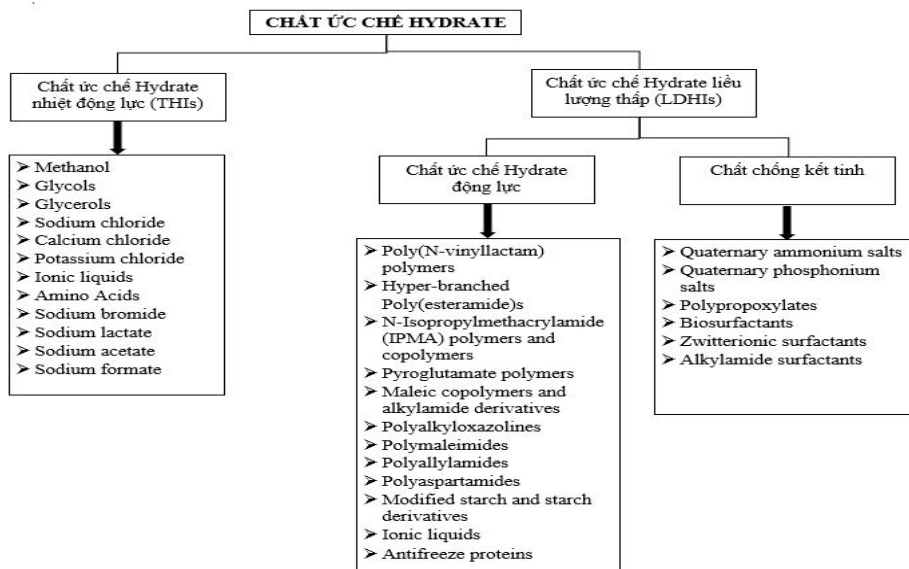 CHẤT ỨC CHẾ HYDRATE
Chất ức chế Hydrate
nhiệt động lực (THIs)
Chất ức chế Hydrate liều
lượng thấp (LDHIs)
➤ Methanol
➤ Glycols
➤ Glycerols
➤ Sodium chloride
➤ Calcium chloride
➤ Potassium chloride
➤ Ionic liquids
➤ Amino Acids
➤ Sodium bromide
➤ Sodium lactate
➤ Sodium acetate
➤ Sodium formate
Chất ức chế Hydrate
động lực
Chất chống kết tinh
➤ Poly(N-vinyllactam)
polymers
➤ Hyper-branched
Poly(esteramide)s
➤ N-Isopropylmethacrylamide
(IPMA) polymers and
copolymers
➤ Pyroglutamate polymers
➤ Maleic copolymers and
alkylamide derivatives
➤ Polyalkyloxazolines
➤ Polymaleimides
➤ Polyallylamides
➤ Polyaspartamides
➤ Modified starch and starch
derivatives
➤ Ionic liquids
➤ Antifreeze proteins
➤ Quaternary ammonium salts
➤ Quaternary phosphonium
salts
➤ Polypropoxylates
➤ Biosurfactants
➤ Zwitterionic surfactants
➤ Alkylamide surfactants